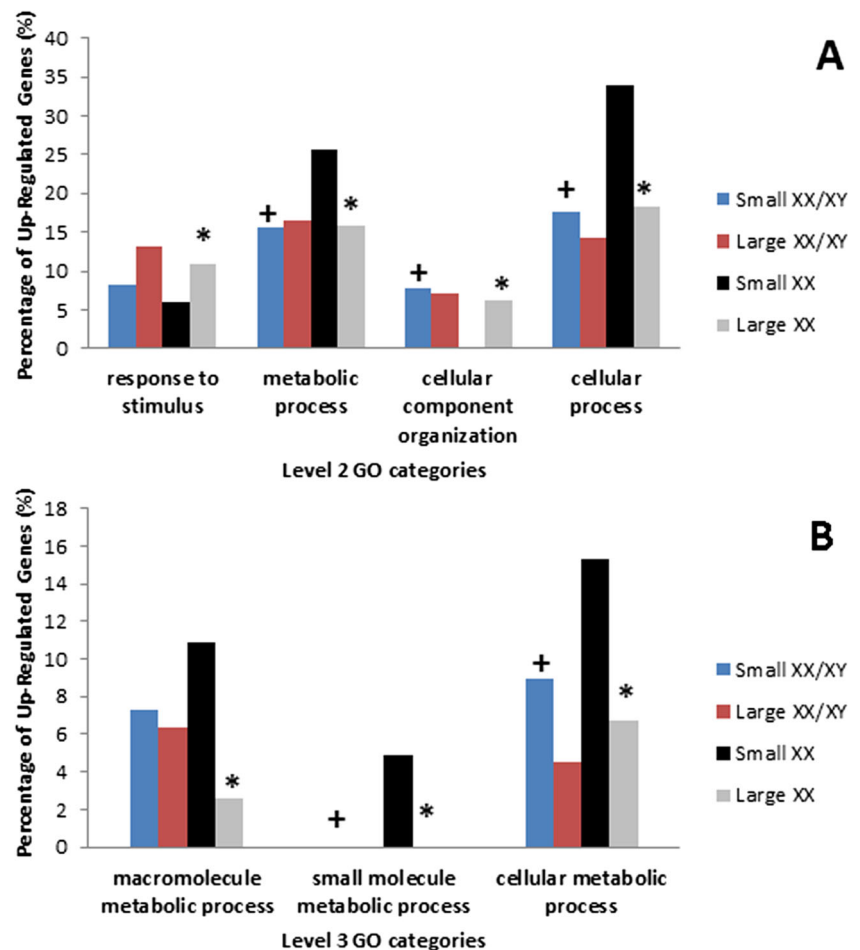 A
Percentage of Up-Regulated Genes (%)
40
35
30
25
20
15
10
5
0
+
+
+
*
*
*
*
response to
stimulus
metabolic
process
cellular
component
organization
cellular
process
Level 2 GO categories
Small XX/XY
Large XX/XY
Small XX
Large XX
B
Percentage of Up-Regulated Genes (%)
18
16
14
12
10
8
6
4
2
0
+
+
*
*
*
macromolecule
metabolic process
small molecule
metabolic process
cellular metabolic
process
Level 3 GO categories
Small XX/XY
Large XX/XY
Small XX
Large XX